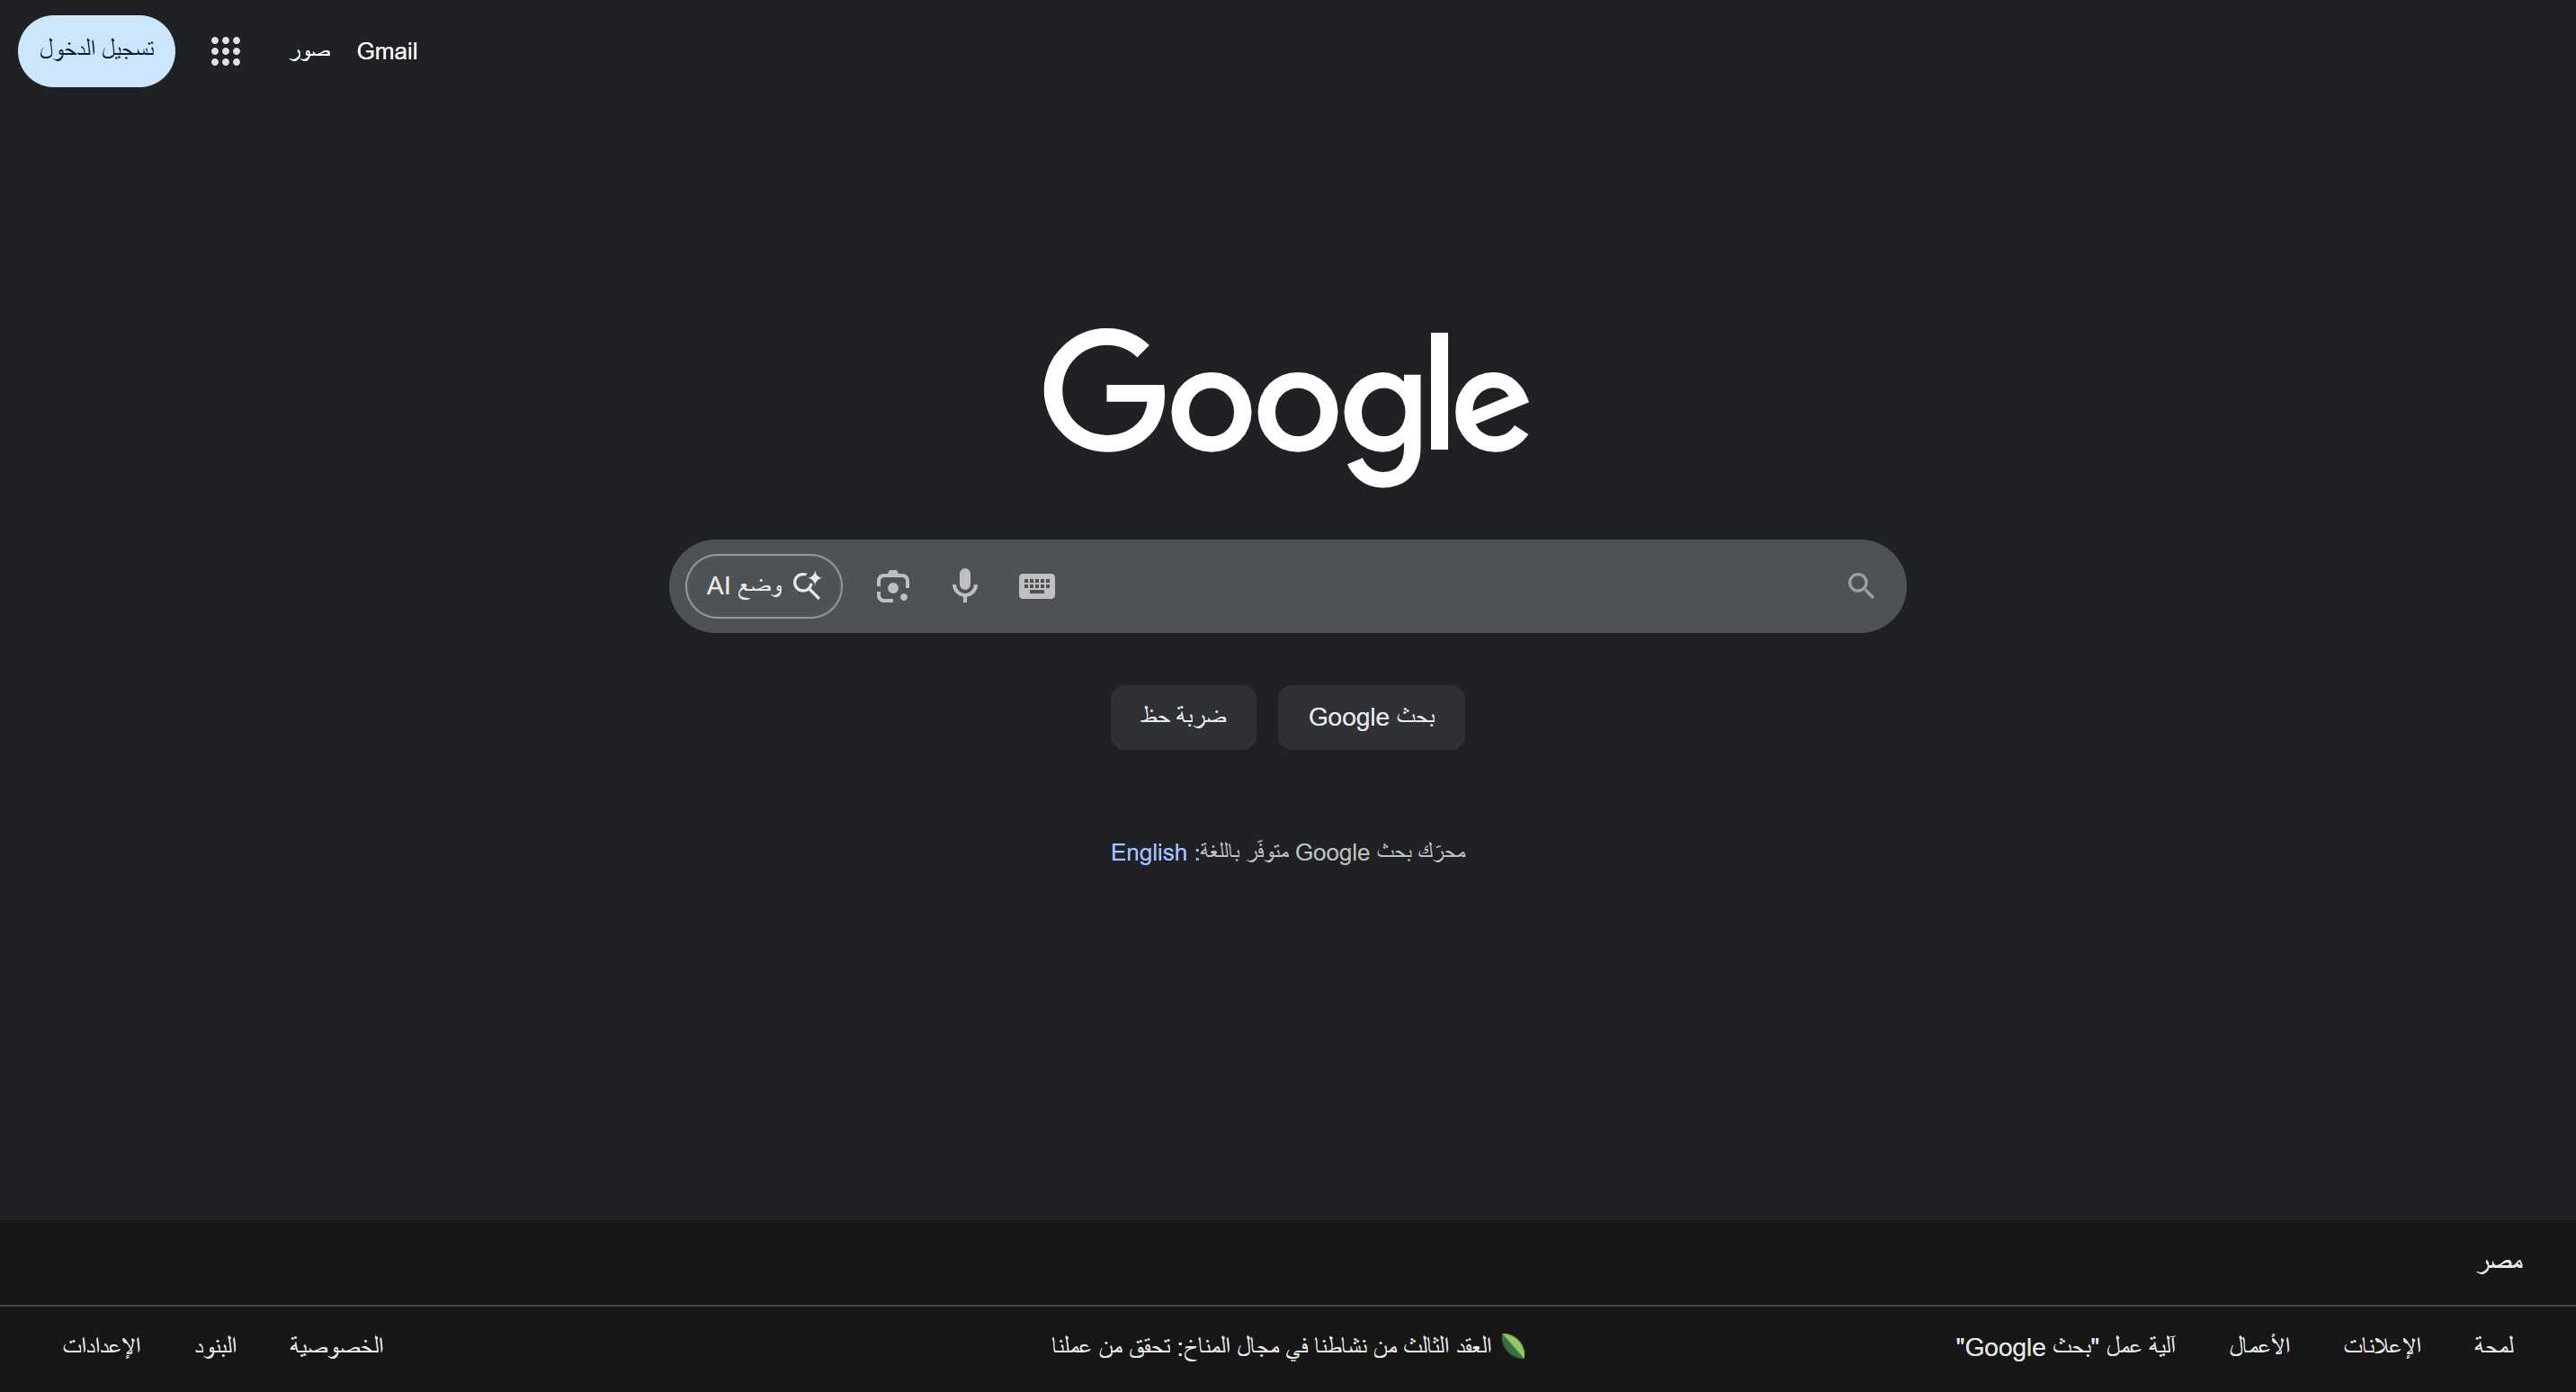 Gmail
صور
تسجيل الدخول
Google
وضع AI
بحث Google
ضربة حظ
محرّك بحث Google متوفّر باللغة: English
مصر
لمحة
الإعلانات
الأعمال
آلية عمل "بحث Google"
العقد الثالث من نشاطنا في مجال المناخ: تحقق من عملنا
الخصوصية
البنود
الإعدادات